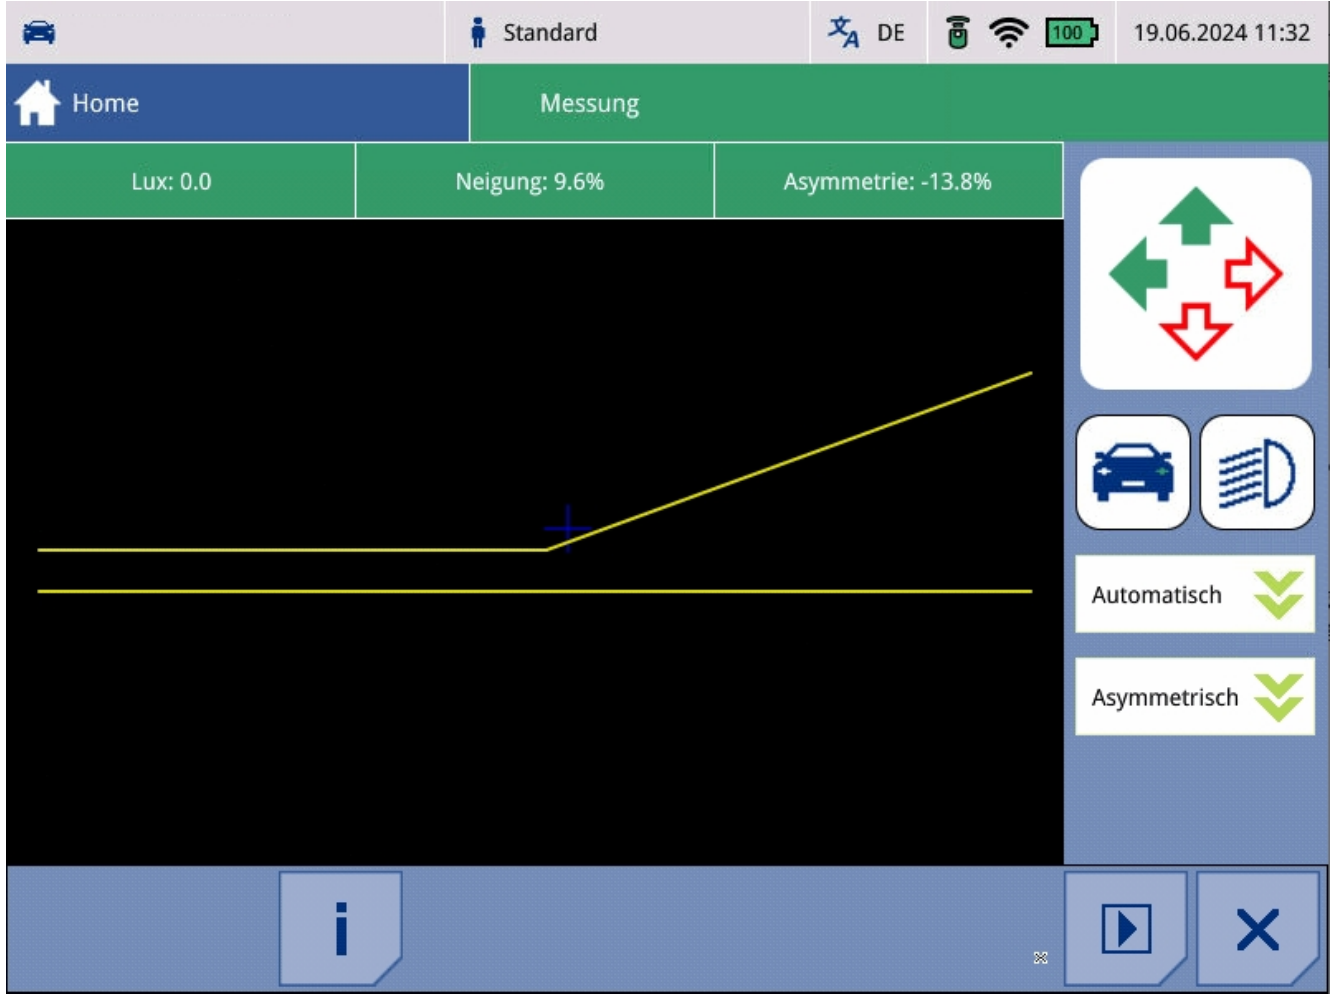 Standard
DE
100
19.06.2024 11:32
Home
Messung
Lux: 0.0
Neigung: 9.6%
Asymmetrie: -13.8%
Automatisch
Asymmetrisch
i